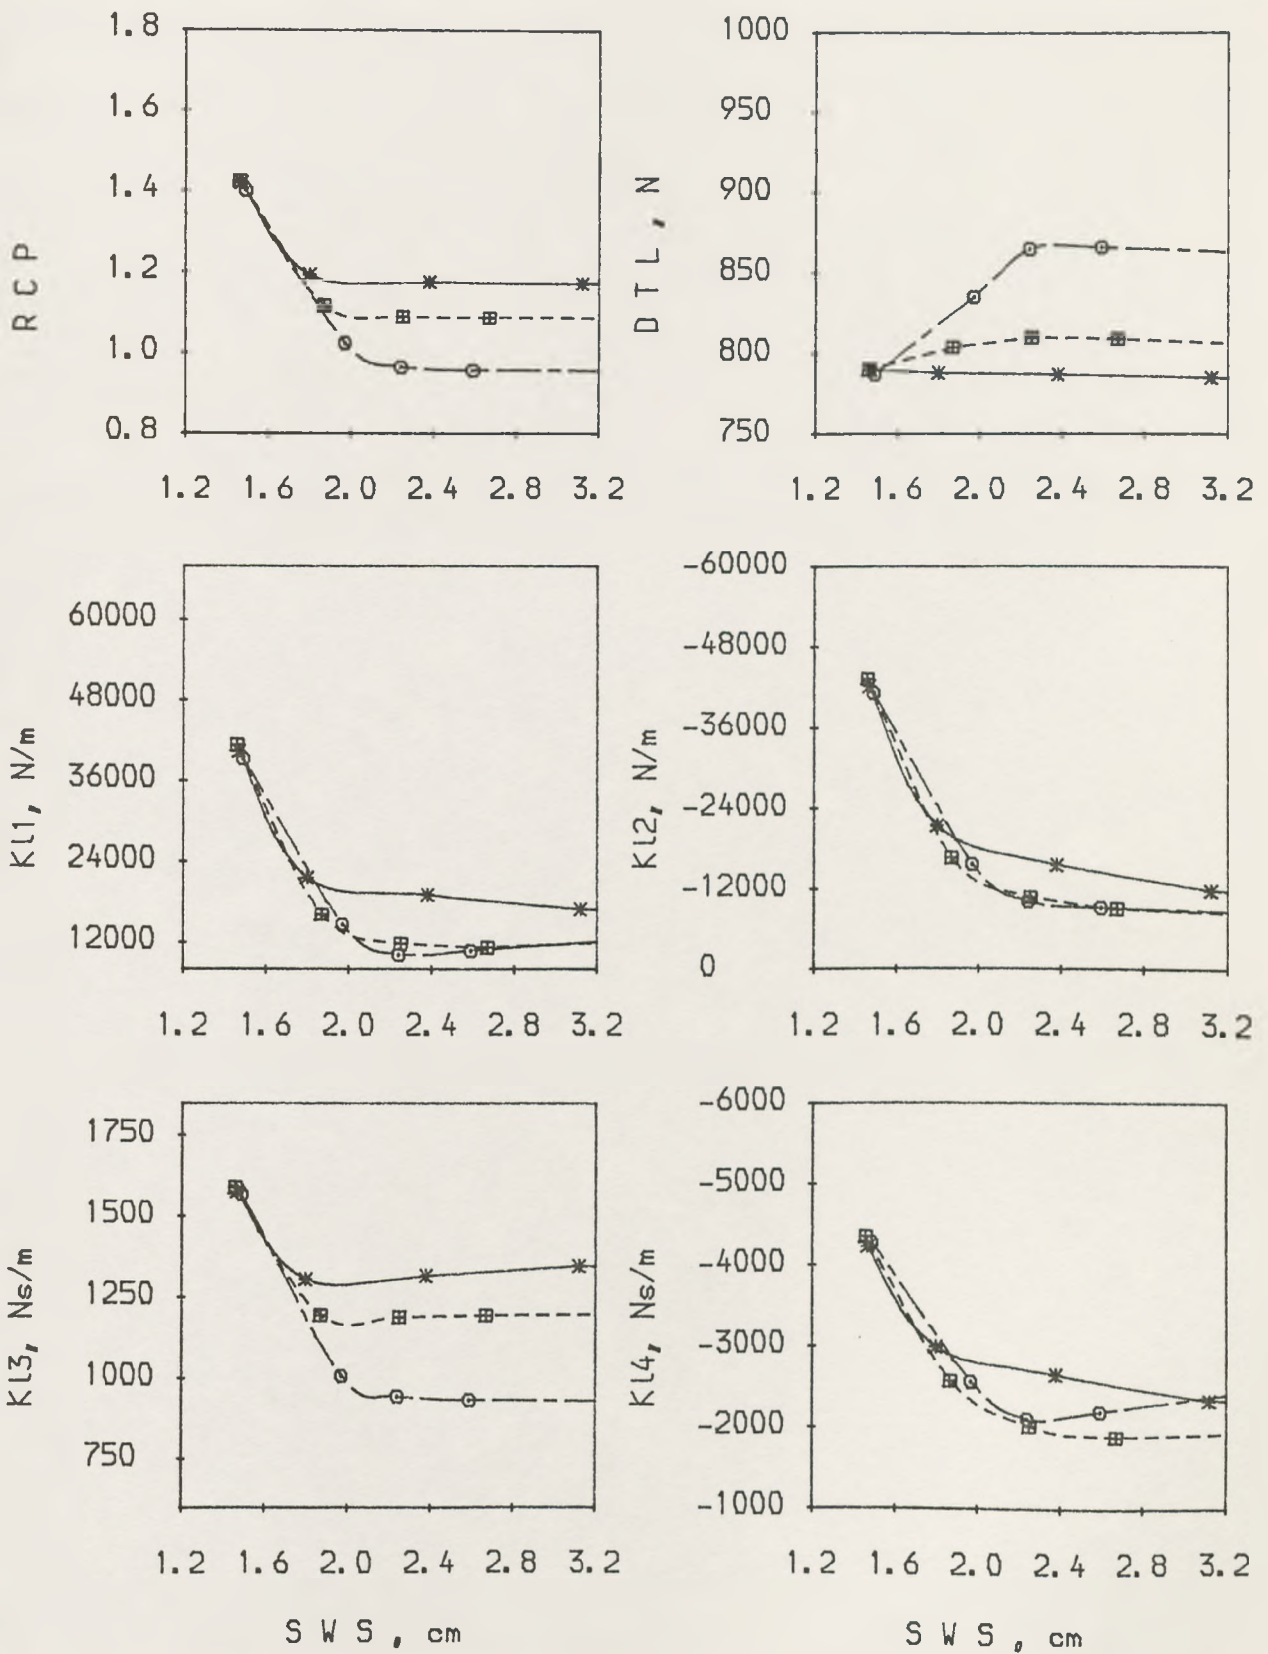 1.8
1.6
1.4
1.2
1.0
0.8
R C P
1.2 1.6 2.0 2.4 2.8 3.2
1000
950
900
850
800
750
D T L , N
1.2 1.6 2.0 2.4 2.8 3.2
60000
48000
36000
24000
12000
Kl1, N/m
1.2 1.6 2.0 2.4 2.8 3.2
-60000
-48000
-36000
-24000
-12000
0
Kl2, N/m
1.2 1.6 2.0 2.4 2.8 3.2
1750
1500
1250
1000
750
Kl3, Ns/m
1.2 1.6 2.0 2.4 2.8 3.2
S W S , cm
-6000
-5000
-4000
-3000
-2000
-1000
Kl4, Ns/m
1.2 1.6 2.0 2.4 2.8 3.2
S W S , cm